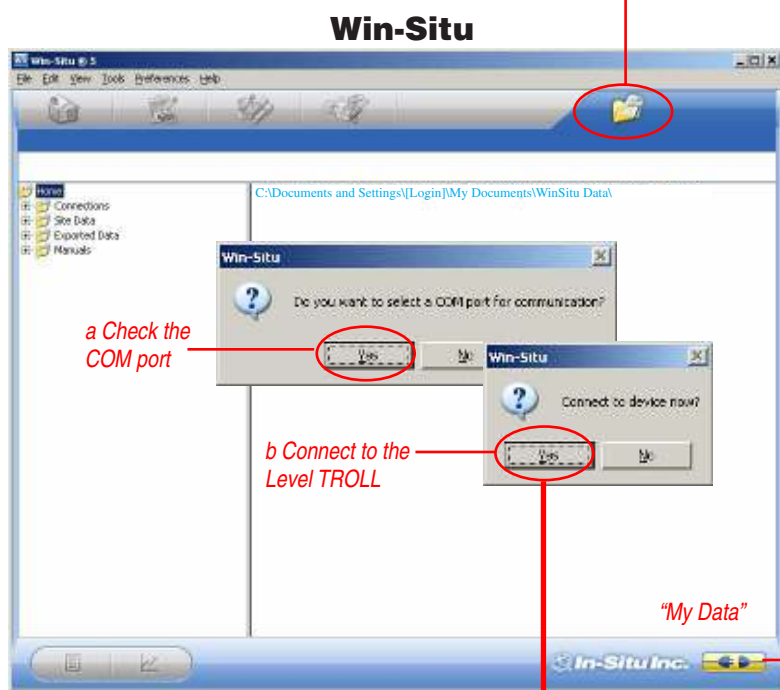 Win-Situ
Win-Situ ® 5
File Edit View Tools Preferences Help
Home
C:\Documents and Settings\[Login]\My Documents\WinSitu Data\
Connections
Site Data
Exported Data
Manuals
Win-Situ
Do you want to select a COM port for communication?
a Check the
COM port
Yes
No
Win-Situ
Connect to device now?
b Connect to the
Level TROLL
Yes
No
“My Data”
In-Situ Inc.